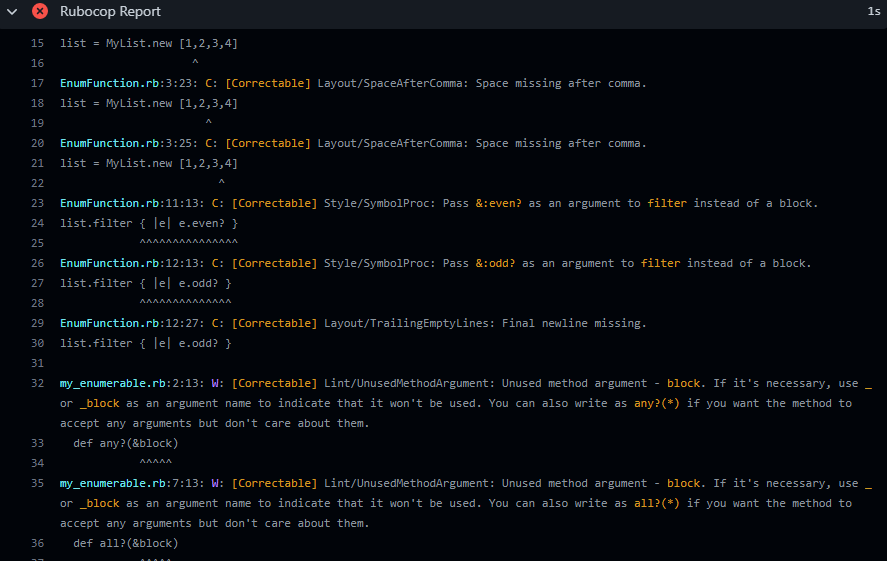 Rubocop Report 1s
15 list = MyList.new [1,2,3,4]
16 ^
17 EnumFunction.rb:3:23: C: [Correctable] Layout/SpaceAfterComma: Space missing after comma.
18 list = MyList.new [1,2,3,4]
19 ^
20 EnumFunction.rb:3:25: C: [Correctable] Layout/SpaceAfterComma: Space missing after comma.
21 list = MyList.new [1,2,3,4]
22 ^
23 EnumFunction.rb:11:13: C: [Correctable] Style/SymbolProc: Pass &:even? as an argument to filter instead of a block.
24 list.filter { |e| e.even? }
25 ^^^^^^^^^^^^^^^
26 EnumFunction.rb:12:13: C: [Correctable] Style/SymbolProc: Pass &:odd? as an argument to filter instead of a block.
27 list.filter { |e| e.odd? }
28 ^^^^^^^^^^^^^^
29 EnumFunction.rb:12:27: C: [Correctable] Layout/TrailingEmptyLines: Final newline missing.
30 list.filter { |e| e.odd? }
31
32 my_enumerable.rb:2:13: W: [Correctable] Lint/UnusedMethodArgument: Unused method argument - block. If it's necessary, use _
or _block as an argument name to indicate that it won't be used. You can also write as any?(*) if you want the method to
accept any arguments but don't care about them.
33 def any?(&block)
34 ^^^^^
35 my_enumerable.rb:7:13: W: [Correctable] Lint/UnusedMethodArgument: Unused method argument - block. If it's necessary, use _
or _block as an argument name to indicate that it won't be used. You can also write as all?(*) if you want the method to
accept any arguments but don't care about them.
36 def all?(&block)
37 ^^^^^